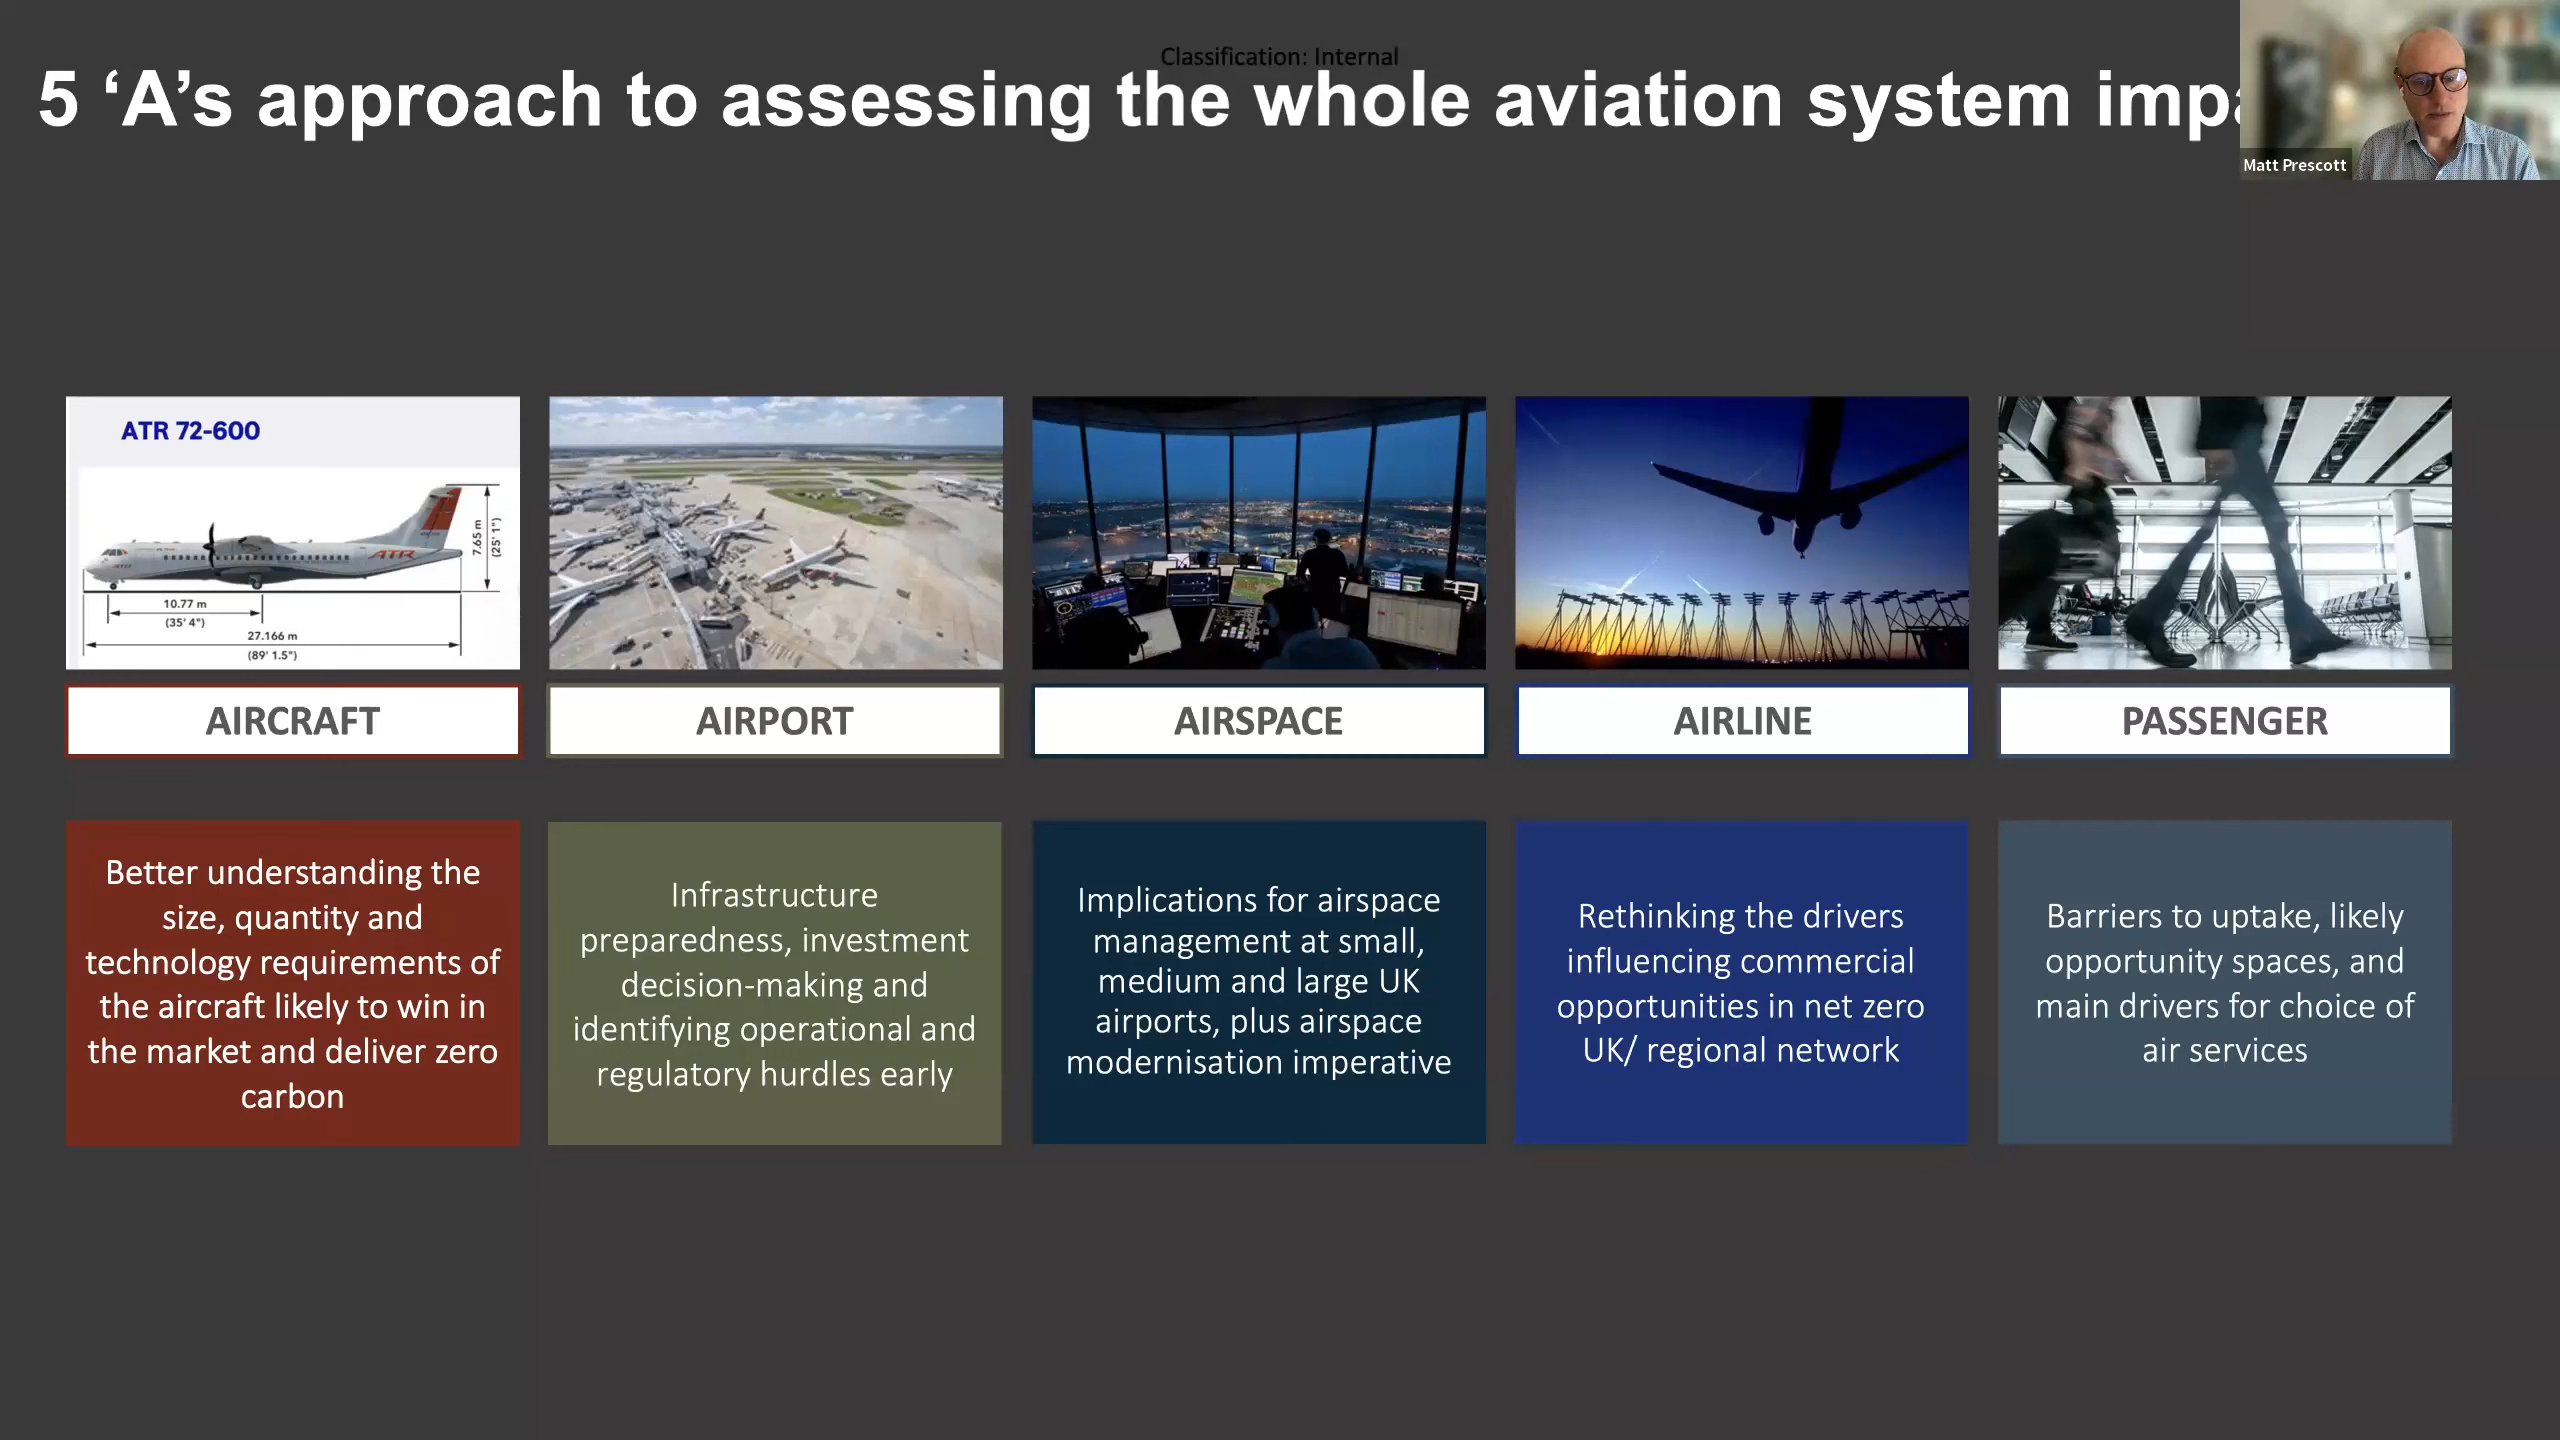 Classification: Internal
5 ‘A’s approach to assessing the whole aviation system
Matt Prescott
ATR 72-600
ATR
7.65 m
(25' 1")
10.77 m
(35' 4")
27.166 m
(89' 1.5")
AIRCRAFT
AIRPORT
AIRSPACE
AIRLINE
PASSENGER
Better understanding the
size, quantity and
technology requirements of
the aircraft likely to win in
the market and deliver zero
carbon
Infrastructure
preparedness, investment
decision-making and
identifying operational and
regulatory hurdles early
Implications for airspace
management at small,
medium and large UK
airports, plus airspace
modernisation imperative
Rethinking the drivers
influencing commercial
opportunities in net zero
UK/ regional network
Barriers to uptake, likely
opportunity spaces, and
main drivers for choice of
air services